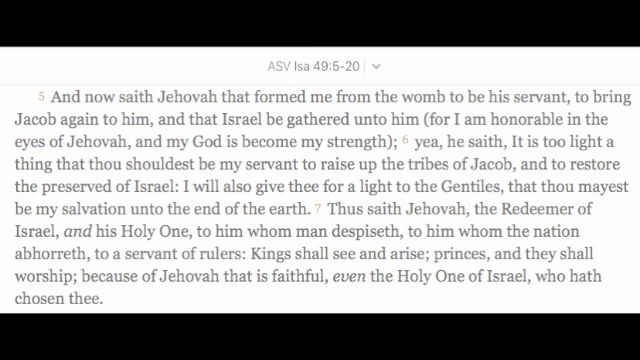 ASV Isa 49:5-20
5 And now saith Jehovah that formed me from the womb to be his servant, to bring
Jacob again to him, and that Israel be gathered unto him (for I am honorable in the
eyes of Jehovah, and my God is become my strength); 6 yea, he saith, It is too light a
thing that thou shouldest be my servant to raise up the tribes of Jacob, and to restore
the preserved of Israel: I will also give thee for a light to the Gentiles, that thou mayest
be my salvation unto the end of the earth. 7 Thus saith Jehovah, the Redeemer of
Israel, and his Holy One, to him whom man despiseth, to him whom the nation
abhorreth, to a servant of rulers: Kings shall see and arise; princes, and they shall
worship; because of Jehovah that is faithful, even the Holy One of Israel, who hath
chosen thee.